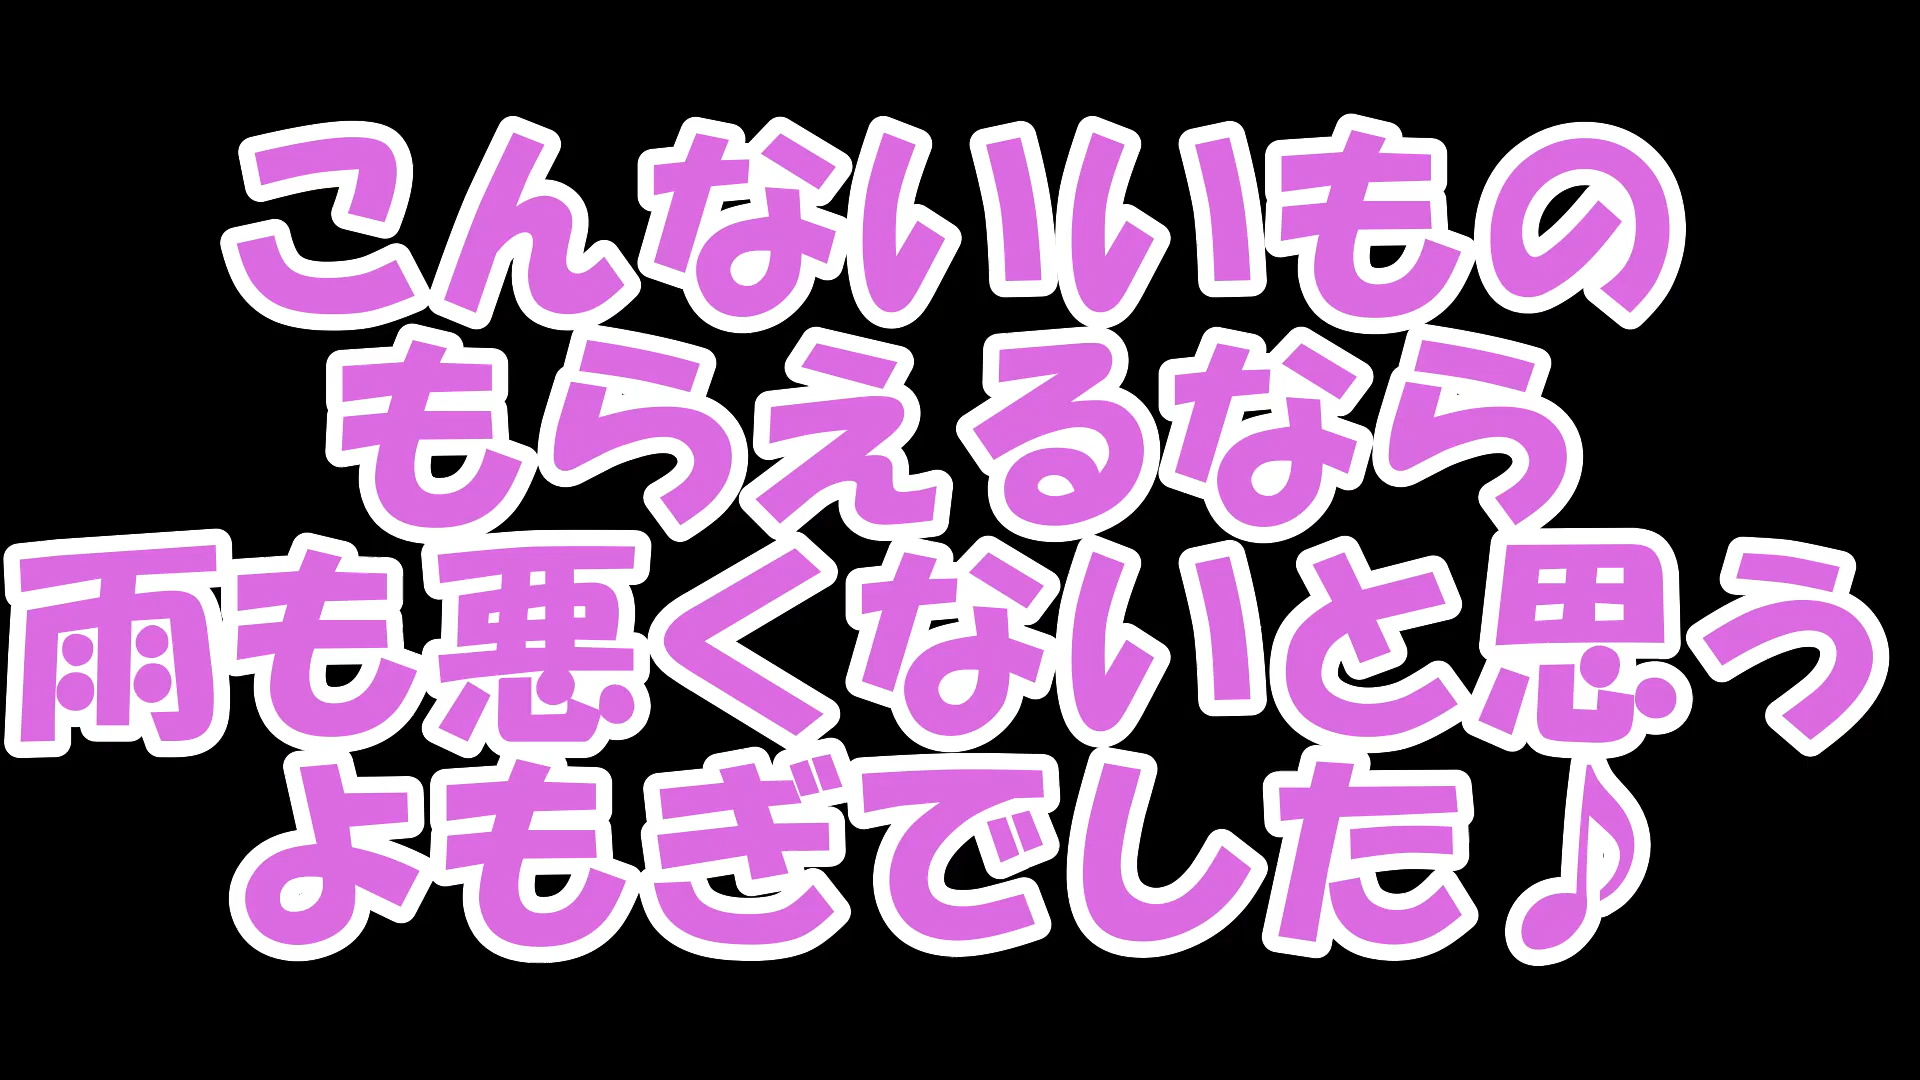 こんないいもの
もらえるなら
雨も悪くないと思う
よもぎでした♪